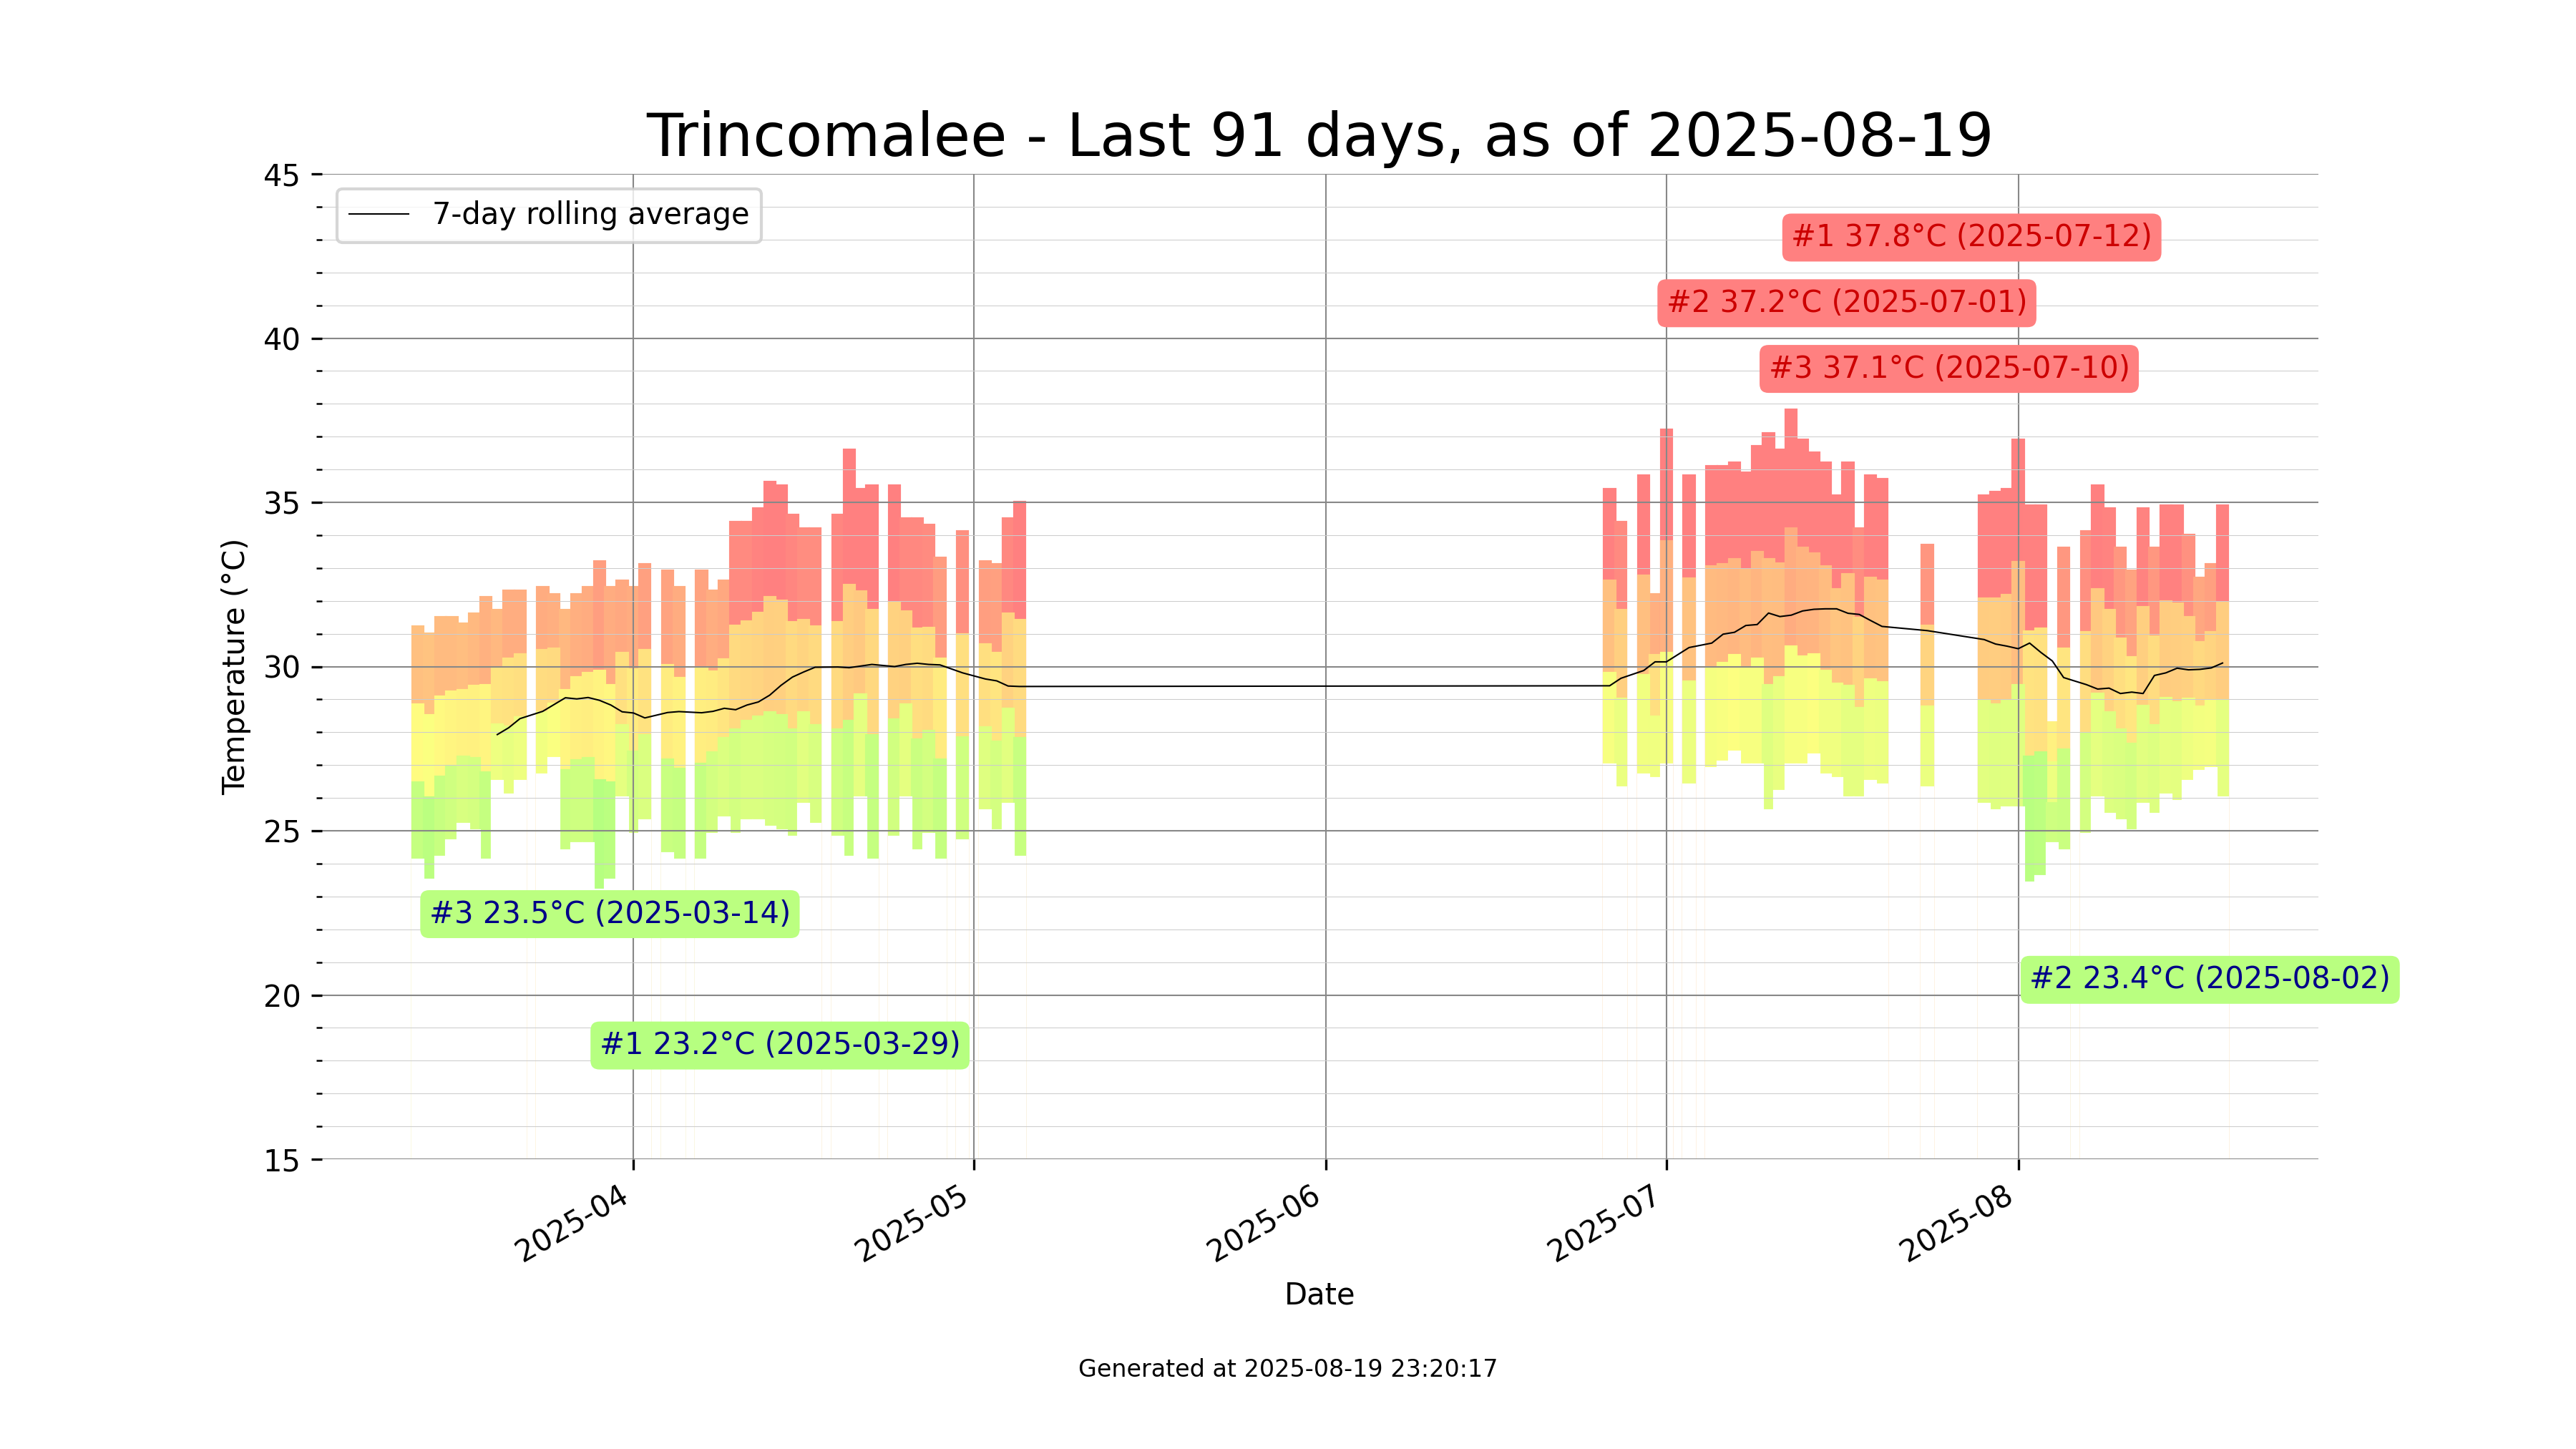 Trincomalee - Last 91 days, as of 2025-08-19
45
7-day rolling average
#1 37.8°C (2025-07-12)
#2 37.2°C (2025-07-01)
40
#3 37.1°C (2025-07-10)
35
30
Temperature (°C)
25
#3 23.5°C (2025-03-14)
#2 23.4°C (2025-08-02)
20
#1 23.2°C (2025-03-29)
15
2025-04
2025-05
2025-06
2025-07
2025-08
Date
Generated at 2025-08-19 23:20:17